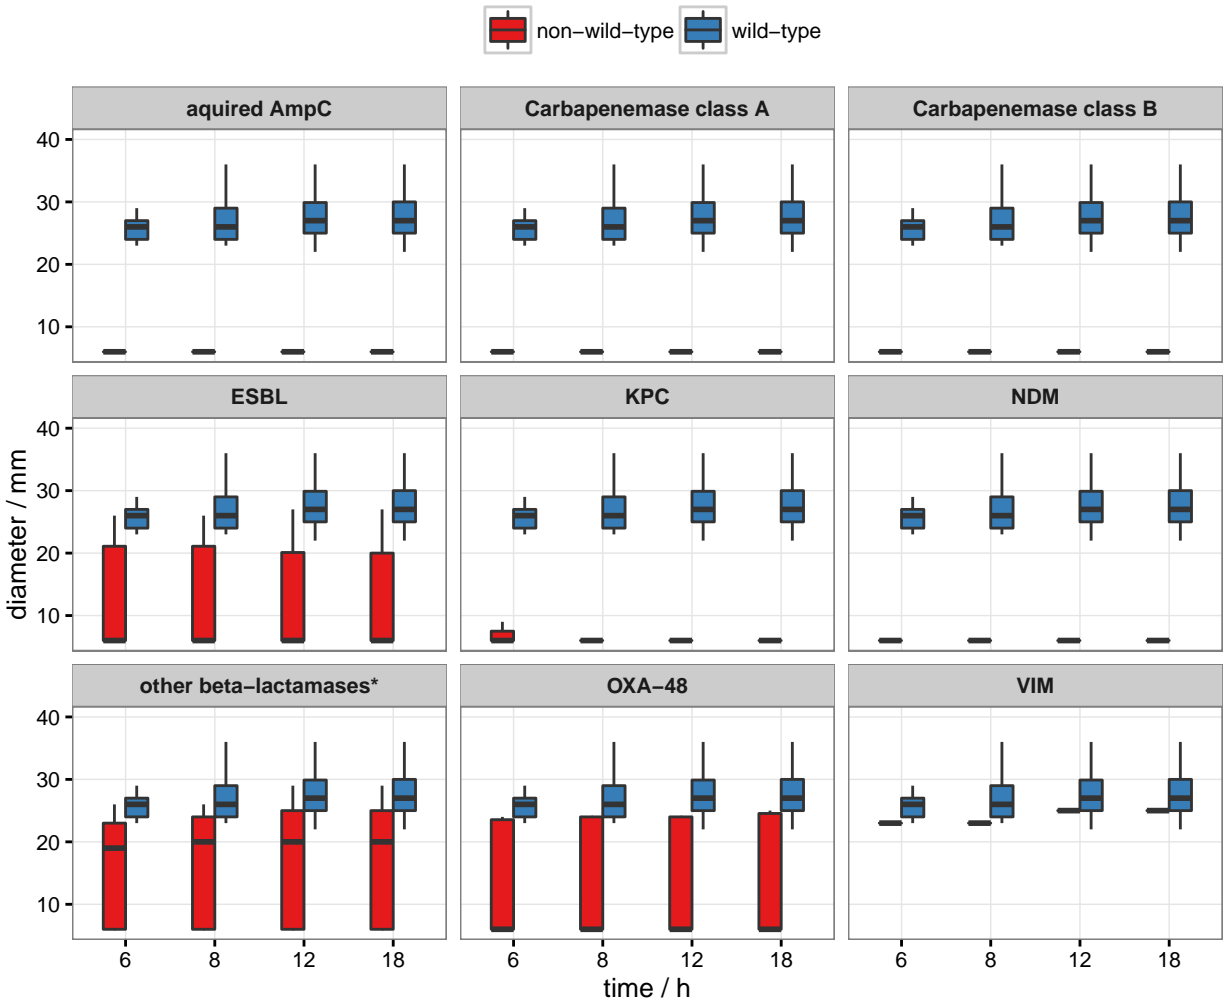 non−wild−type wild−type
aquired AmpC Carbapenemase class A Carbapenemase class B
40
30
20
10
ESBL KPC NDM
40
30
20
10
diameter / mm
other beta−lactamases* OXA−48 VIM
40
30
20
10
6 8 12 18 6 8 12 18 6 8 12 18
time / h